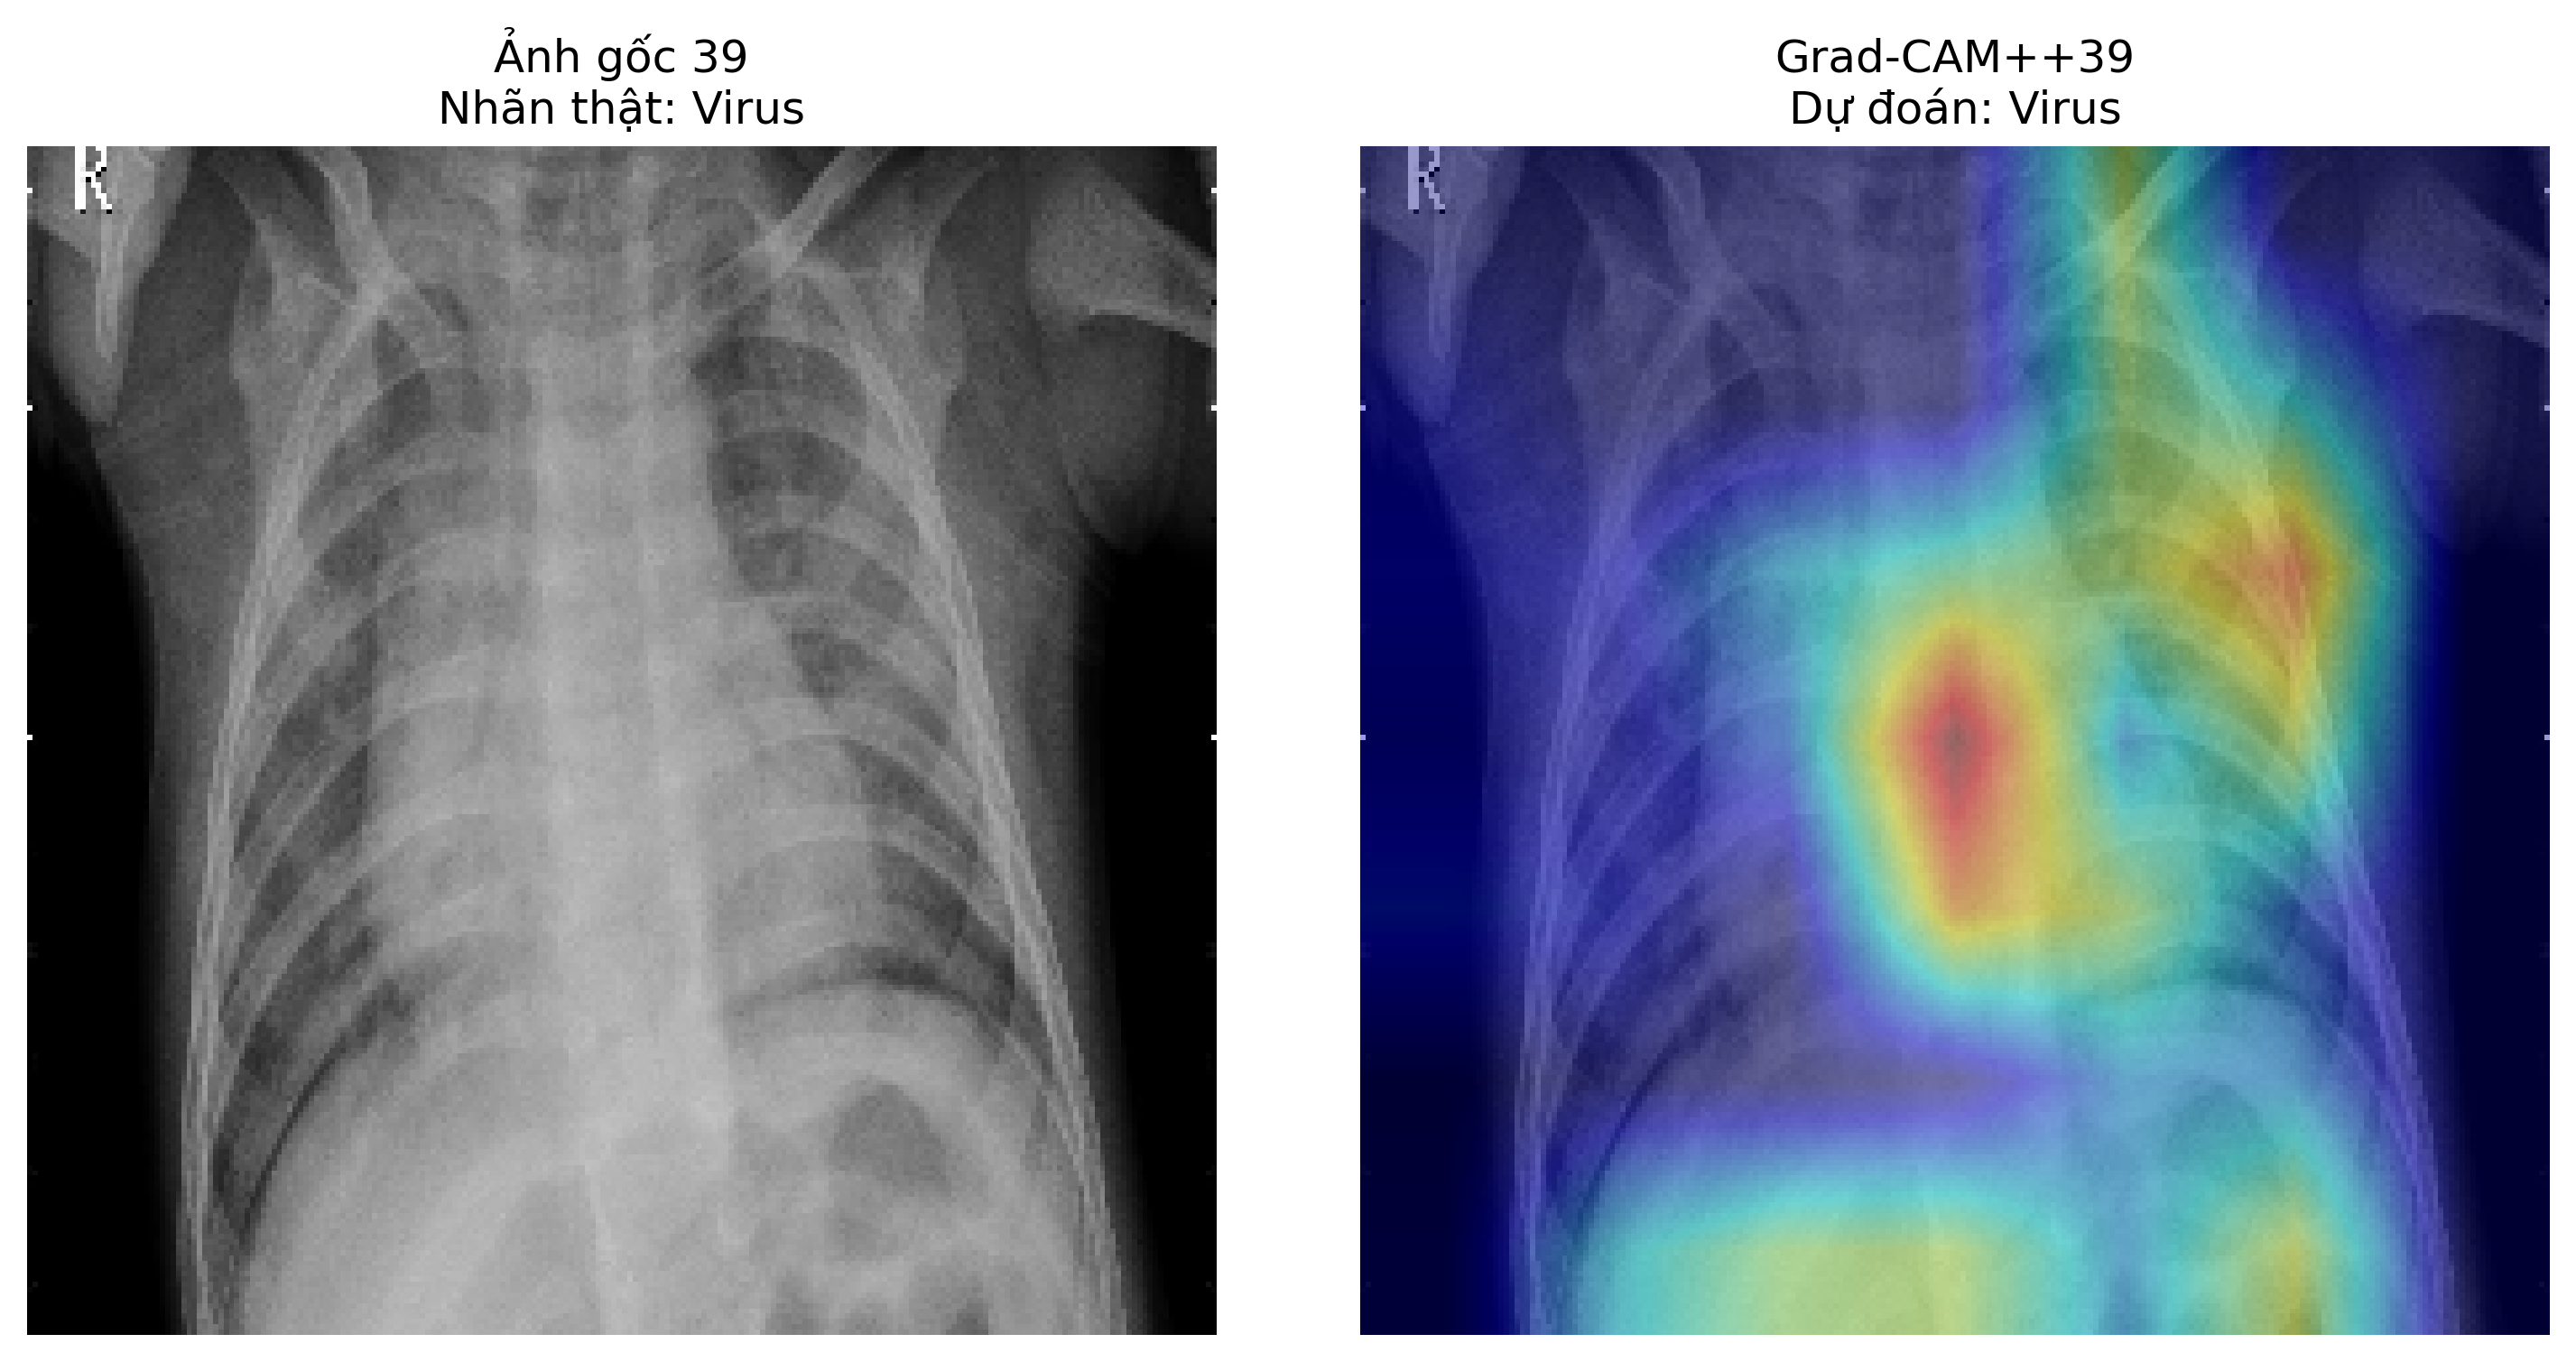 Ảnh gốc 39
Nhãn thật: Virus
R
Grad-CAM++39
Dự đoán: Virus
R